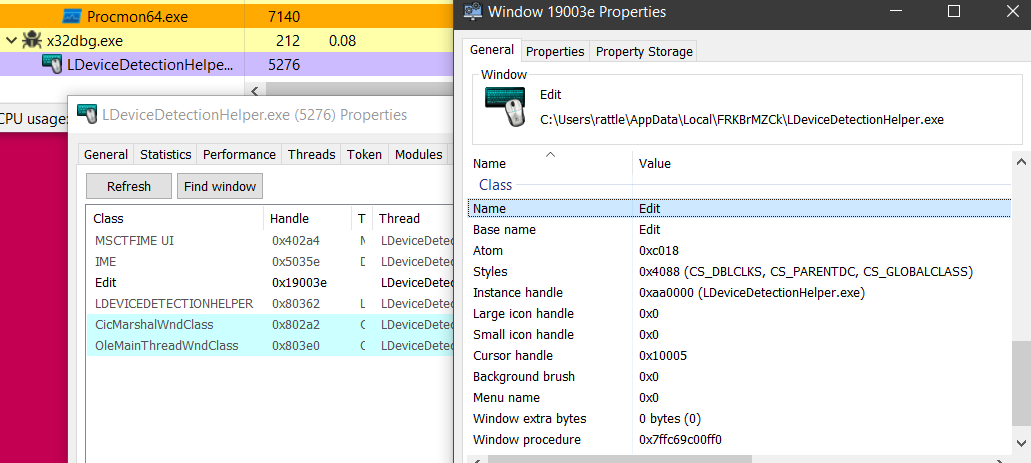 Procmon64.exe 7140
x32dbg.exe 212 0.08
LDeviceDetectionHelpe... 5276
CPU usage
LDeviceDetectionHelper.exe (5276) Properties
General Statistics Performance Threads Token Modules
Refresh Find window
Class Handle T Thread
MSCTFIME UI 0x402a4 LDeviceDetec
IME 0x5035e LDeviceDetec
Edit 0x19003e LDeviceDetec
LDEVICEDETECTIONHELPER 0x80362 L LDeviceDetec
CicMarshalWndClass 0x802a2 LDeviceDetec
OleMainThreadWndClass 0x803e0 LDeviceDetec
Window 19003e Properties
General Properties Property Storage
Window
Edit
C:\Users\rattle\AppData\Local\FRKBrMZCk\LDeviceDetectionHelper.exe
Name Value
Class
Name Edit
Base name Edit
Atom 0xc018
Styles 0x4088 (CS_DBLCLKS, CS_PARENTDC, CS_GLOBALCLASS)
Instance handle 0xaa0000 (LDeviceDetectionHelper.exe)
Large icon handle 0x0
Small icon handle 0x0
Cursor handle 0x10005
Background brush 0x0
Menu name 0x0
Window extra bytes 0 bytes (0)
Window procedure 0x7ffc69c00ff0